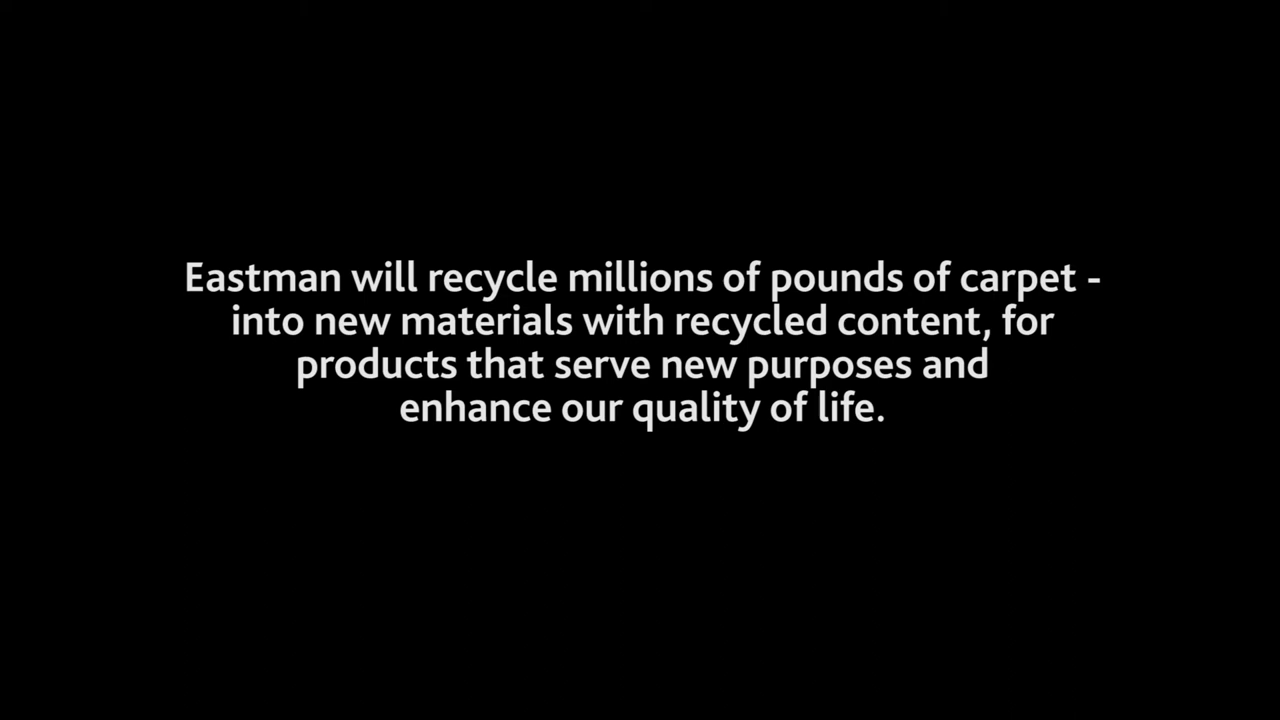 Eastman will recycle millions of pounds of carpet -
into new materials with recycled content, for
products that serve new purposes and
enhance our quality of life.